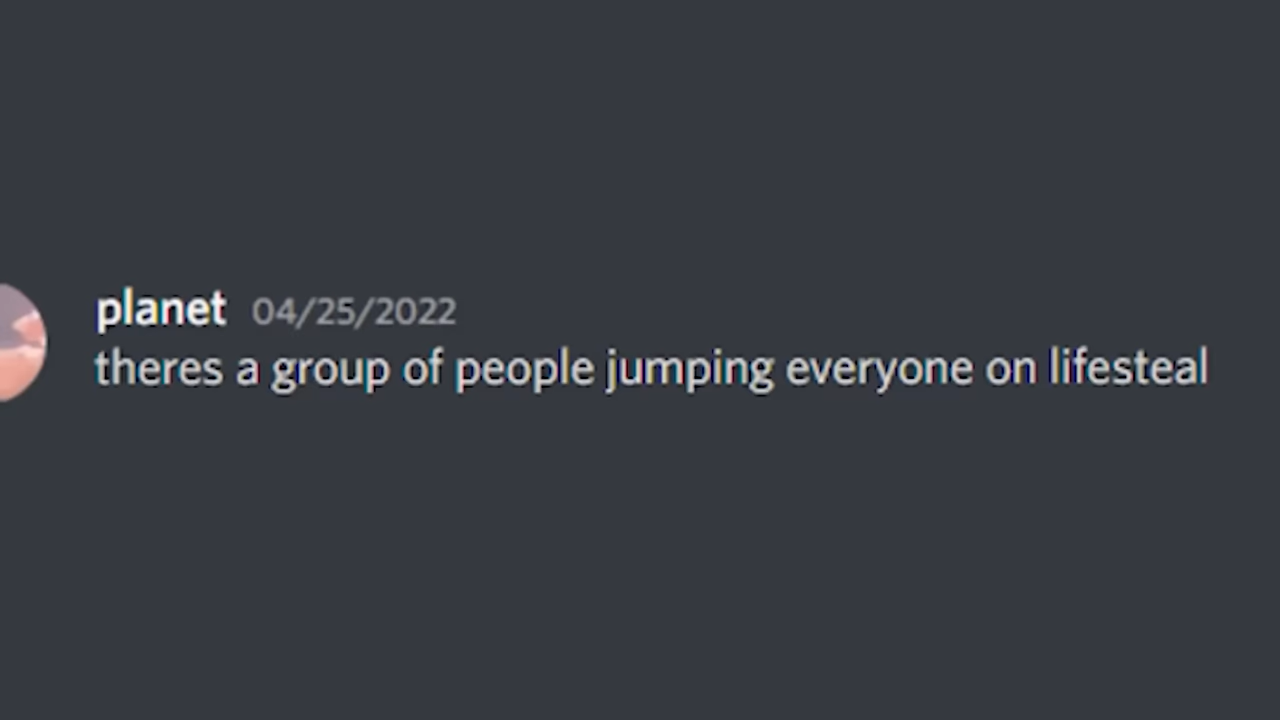 planet 04/25/2022
theres a group of people jumping everyone on lifesteal